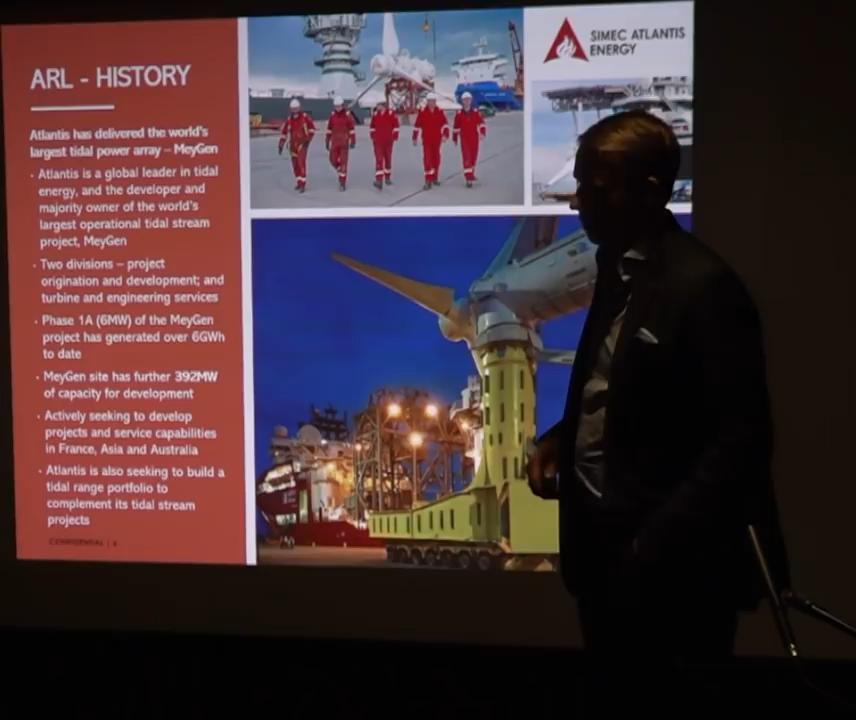 ARL - HISTORY
Atlantis has delivered the world's
largest tidal power array – MeyGen
· Atlantis is a global leader in tidal
energy, and the developer and
majority owner of the world's
largest operational tidal stream
project, MeyGen
· Two divisions – project
origination and development; and
turbine and engineering services
· Phase 1A (6MW) of the MeyGen
project has generated over 6GWh
to date
· MeyGen site has further 392MW
of capacity for development
· Actively seeking to develop
projects and service capabilities
in France, Asia and Australia
· Atlantis is also seeking to build a
tidal range portfolio to
complement its tidal stream
projects
CONFIDENTIAL |
SIMEC ATLANTIS
ENERGY